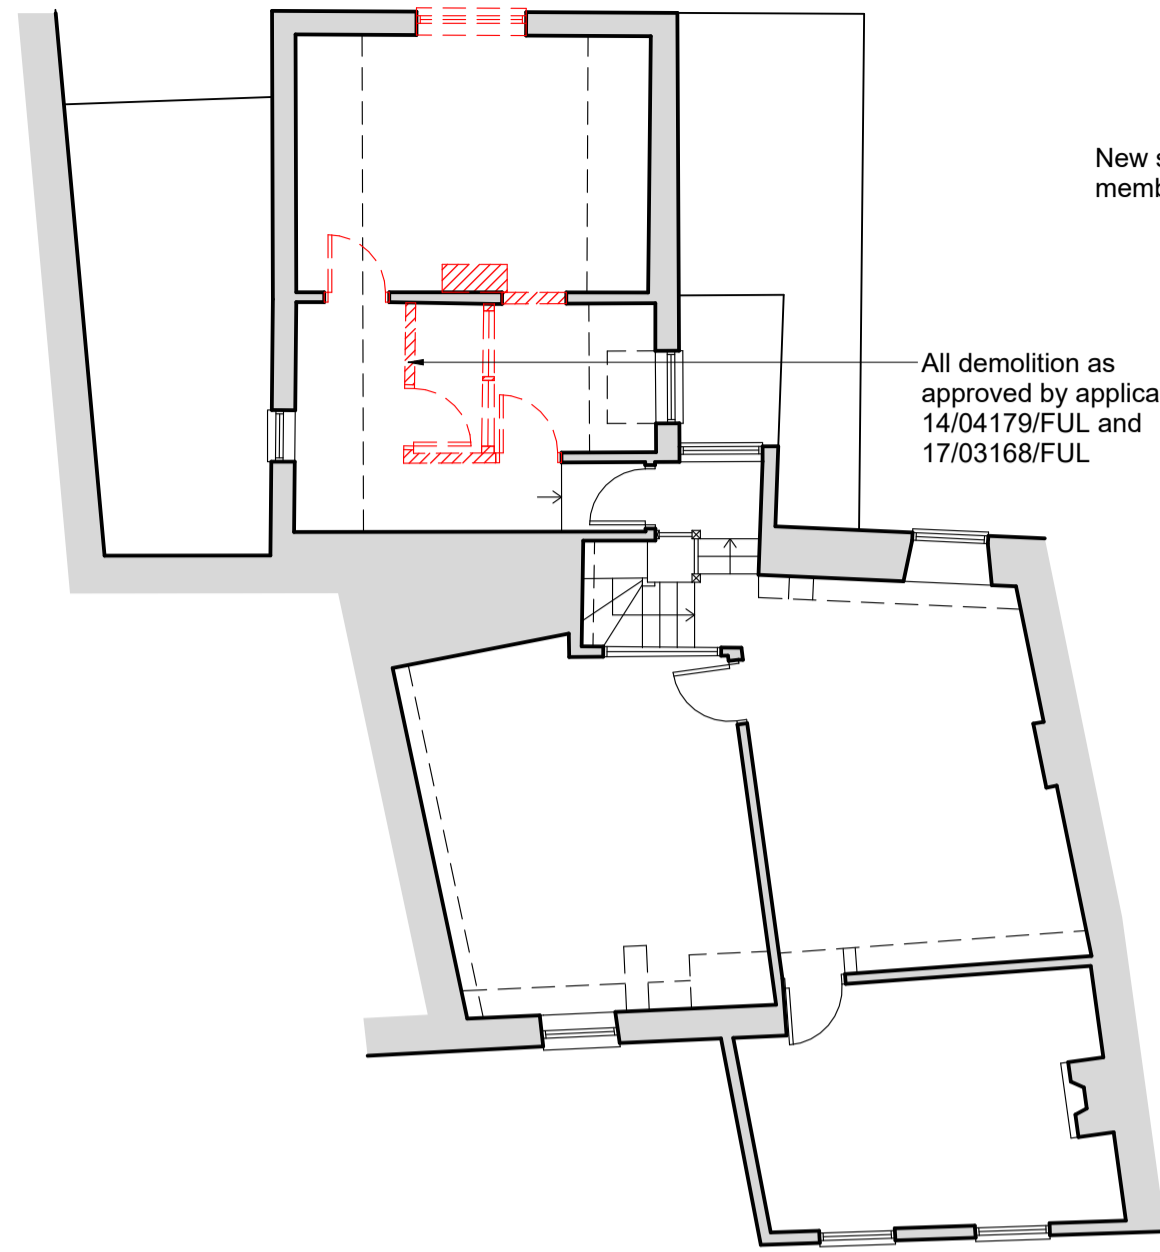 New
All demolition as
approved by
14/04179/FUL and
17/03168/FUL